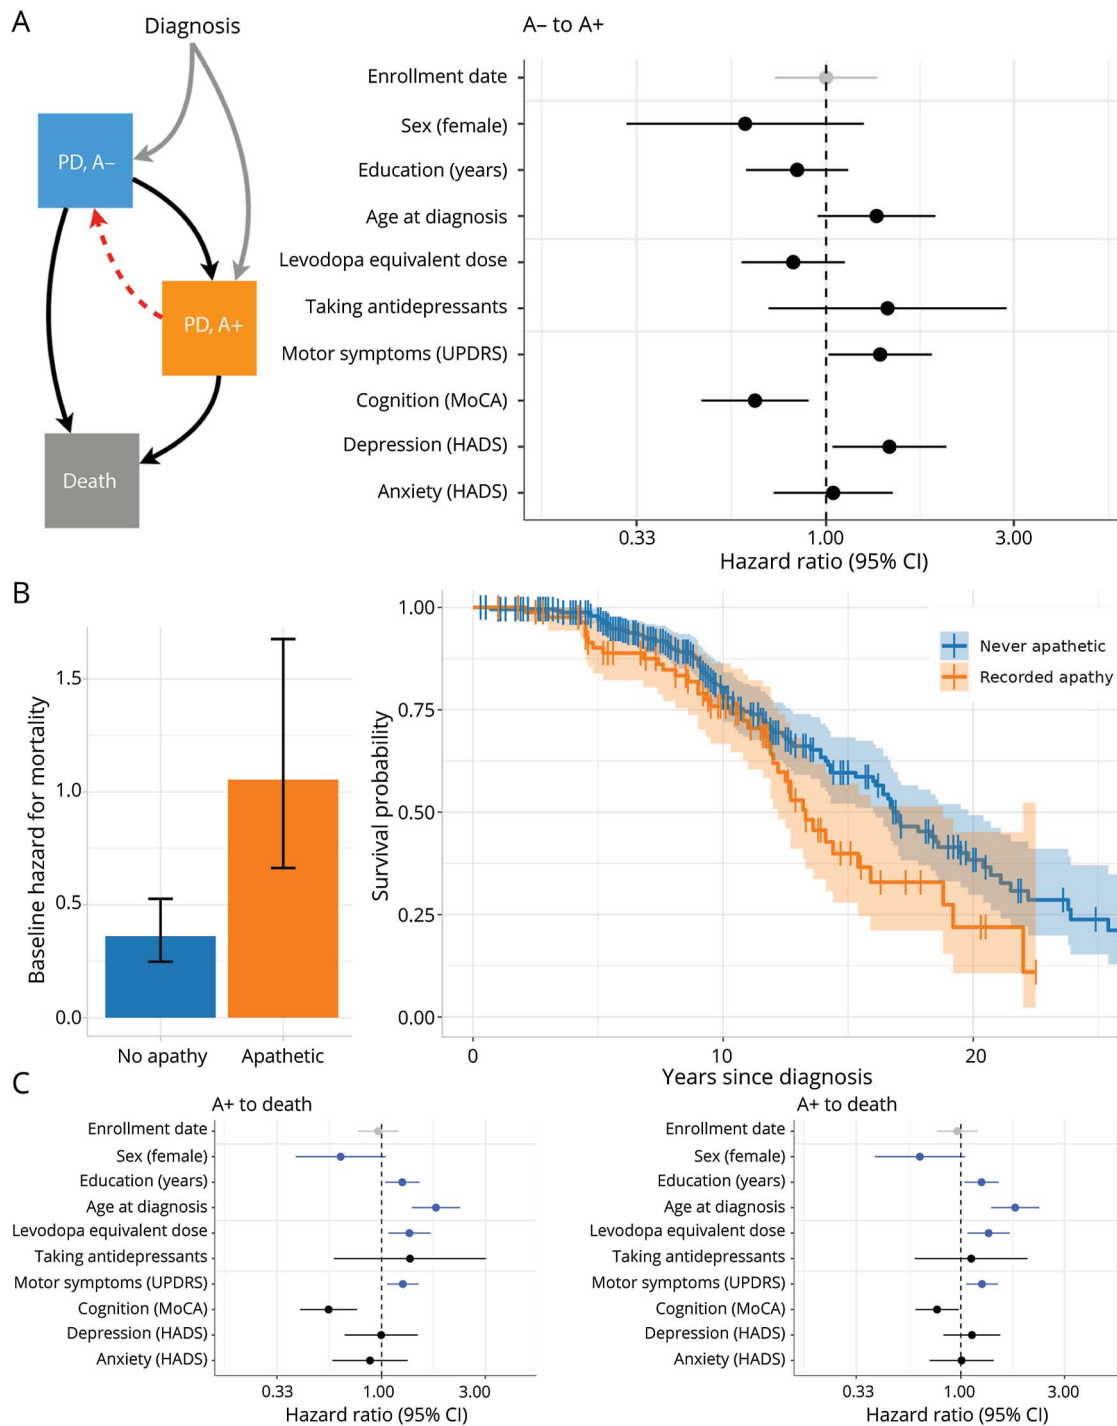 A
Diagnosis
PD, A–
PD, A+
Death
A– to A+
Enrollment date
Sex (female)
Education (years)
Age at diagnosis
Levodopa equivalent dose
Taking antidepressants
Motor symptoms (UPDRS)
Cognition (MoCA)
Depression (HADS)
Anxiety (HADS)
0.33 1.00 3.00
Hazard ratio (95% CI)
B
Baseline hazard for mortality
1.5
1.0
0.5
0.0
No apathy Apathetic
Survival probability
1.00
0.75
0.50
0.25
0.00
Never apathetic
Recorded apathy
0 10 20
Years since diagnosis
C
A+ to death
Enrollment date
Sex (female)
Education (years)
Age at diagnosis
Levodopa equivalent dose
Taking antidepressants
Motor symptoms (UPDRS)
Cognition (MoCA)
Depression (HADS)
Anxiety (HADS)
0.33 1.00 3.00
Hazard ratio (95% CI)
A+ to death
Enrollment date
Sex (female)
Education (years)
Age at diagnosis
Levodopa equivalent dose
Taking antidepressants
Motor symptoms (UPDRS)
Cognition (MoCA)
Depression (HADS)
Anxiety (HADS)
0.33 1.00 3.00
Hazard ratio (95% CI)